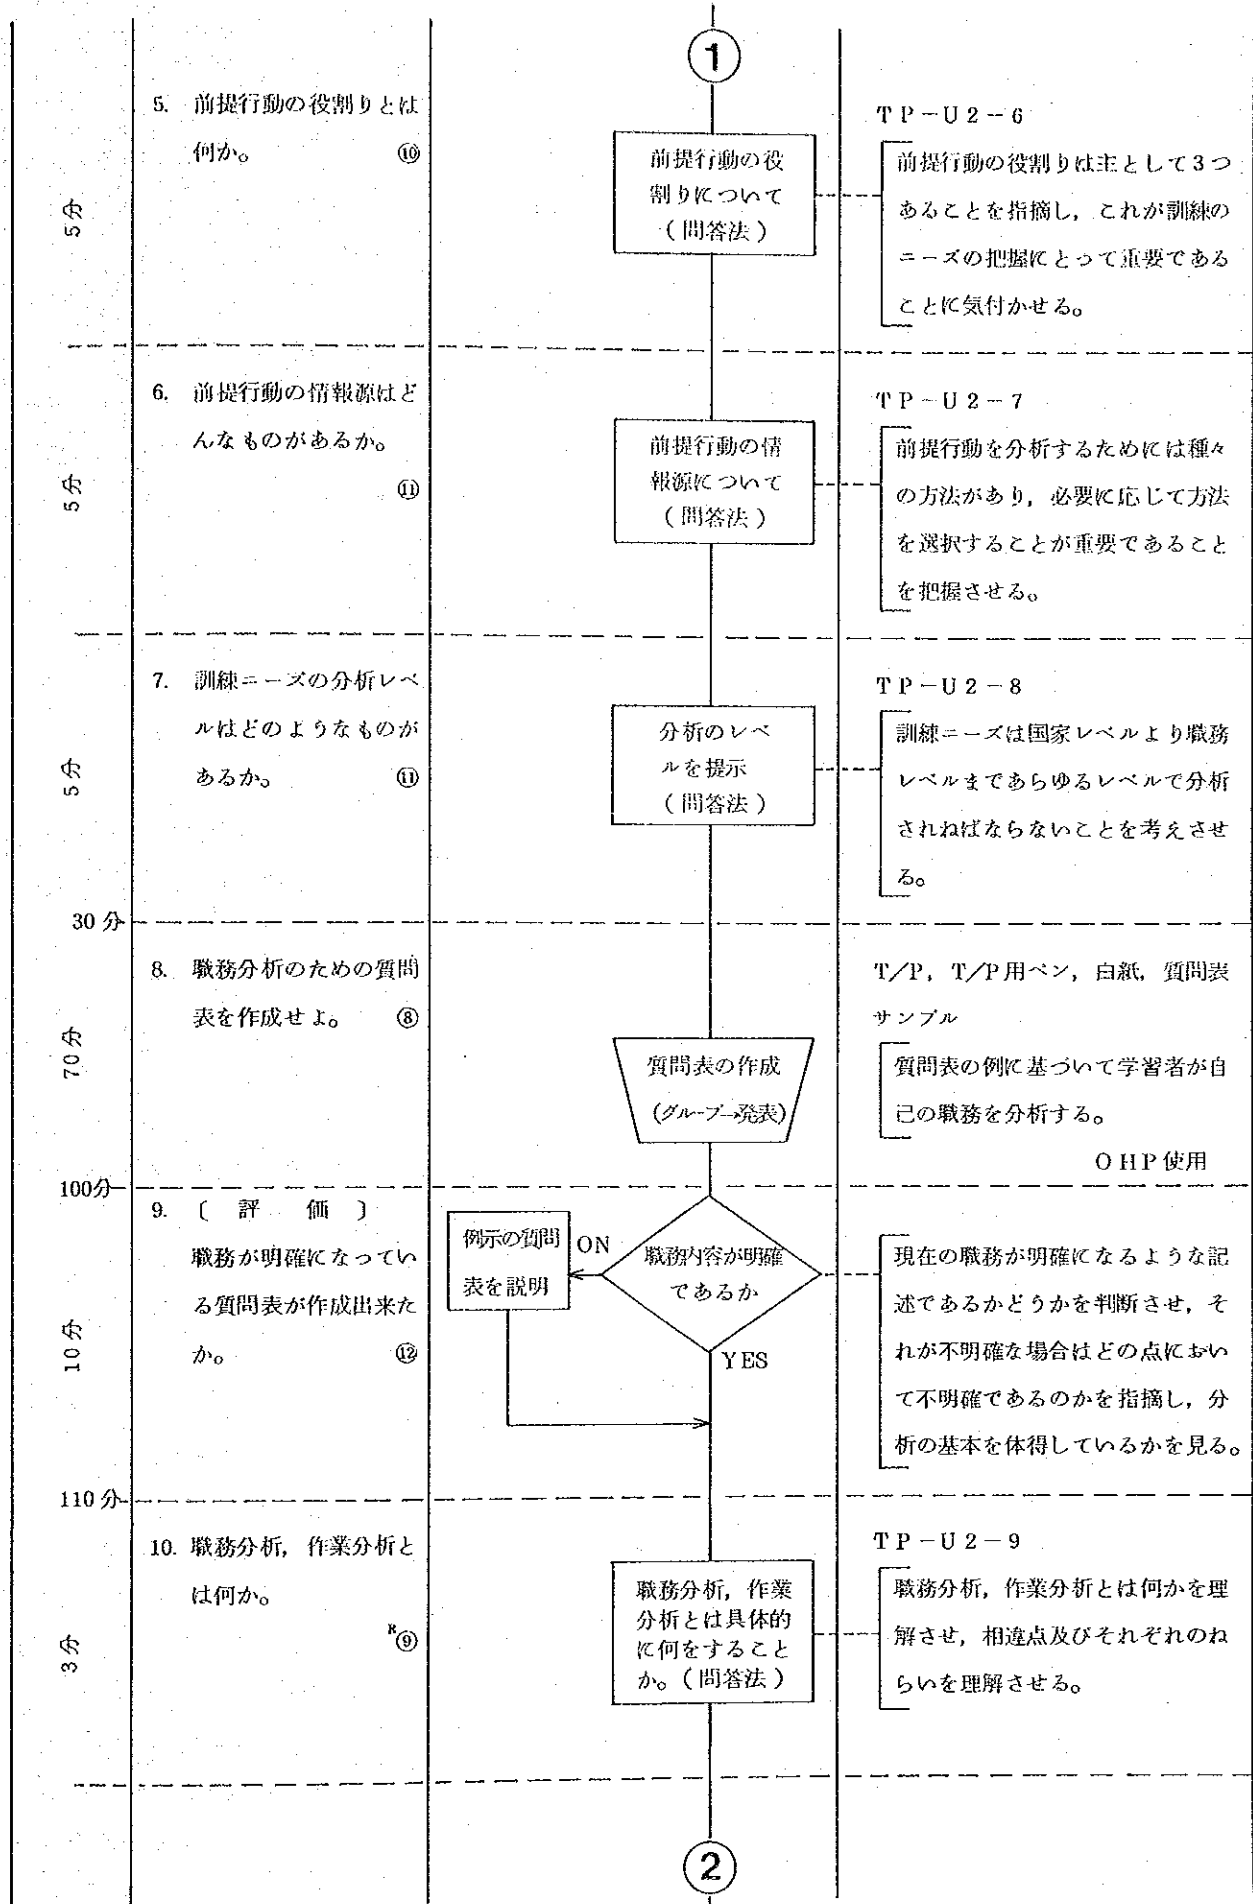 ①
5. 前提行動の役割りとは
何か。 ⑩
5分
前提行動の役
割りについて
(問答法)
TP-U2-6
前提行動の役割りは主として3つ
あることを指摘し,これが訓練の
ニーズの把握にとって重要である
ことに気付かせる。
6. 前提行動の情報源はど
んなものがあるか。
⑪
5分
前提行動の情
報源について
(問答法)
TP-U2-7
前提行動を分析するためには種々
の方法があり,必要に応じて方法
を選択することが重要であること
を把握させる。
7. 訓練ニーズの分析レベ
ルはどのようなものが
あるか。 ⑪
5分
分析のレベ
ルを提示
(問答法)
TP-U2-8
訓練ニーズは国家レベルより職務
レベルまであらゆるレベルで分析
されねばならないことを考えさせ
る。
30分
8. 職務分析のための質問
表を作成せよ。 ⑧
70分
質問表の作成
(グループ→発表)
T/P, T/P用ペン,白紙,質問表
サンプル
質問表の例に基づいて学習者が自
己の職務を分析する。
OHP使用
100分
9. 〔評 価〕
職務が明確になってい
る質問表が作成出来た
か。 ⑫
10分
例示の質問
表を説明
ON
職務内容が明確
であるか
YES
現在の職務が明確になるような記
述であるかどうかを判断させ,そ
れが不明確な場合はどの点におい
て不明確であるのかを指摘し,分
析の基本を体得しているかを見る。
110分
10. 職務分析,作業分析と
は何か。
R⑨
3分
職務分析,作業
分析とは具体的
に何をすること
か。(問答法)
TP-U2-9
職務分析,作業分析とは何かを理
解させ,相違点及びそれぞれのね
らいを理解させる。
②